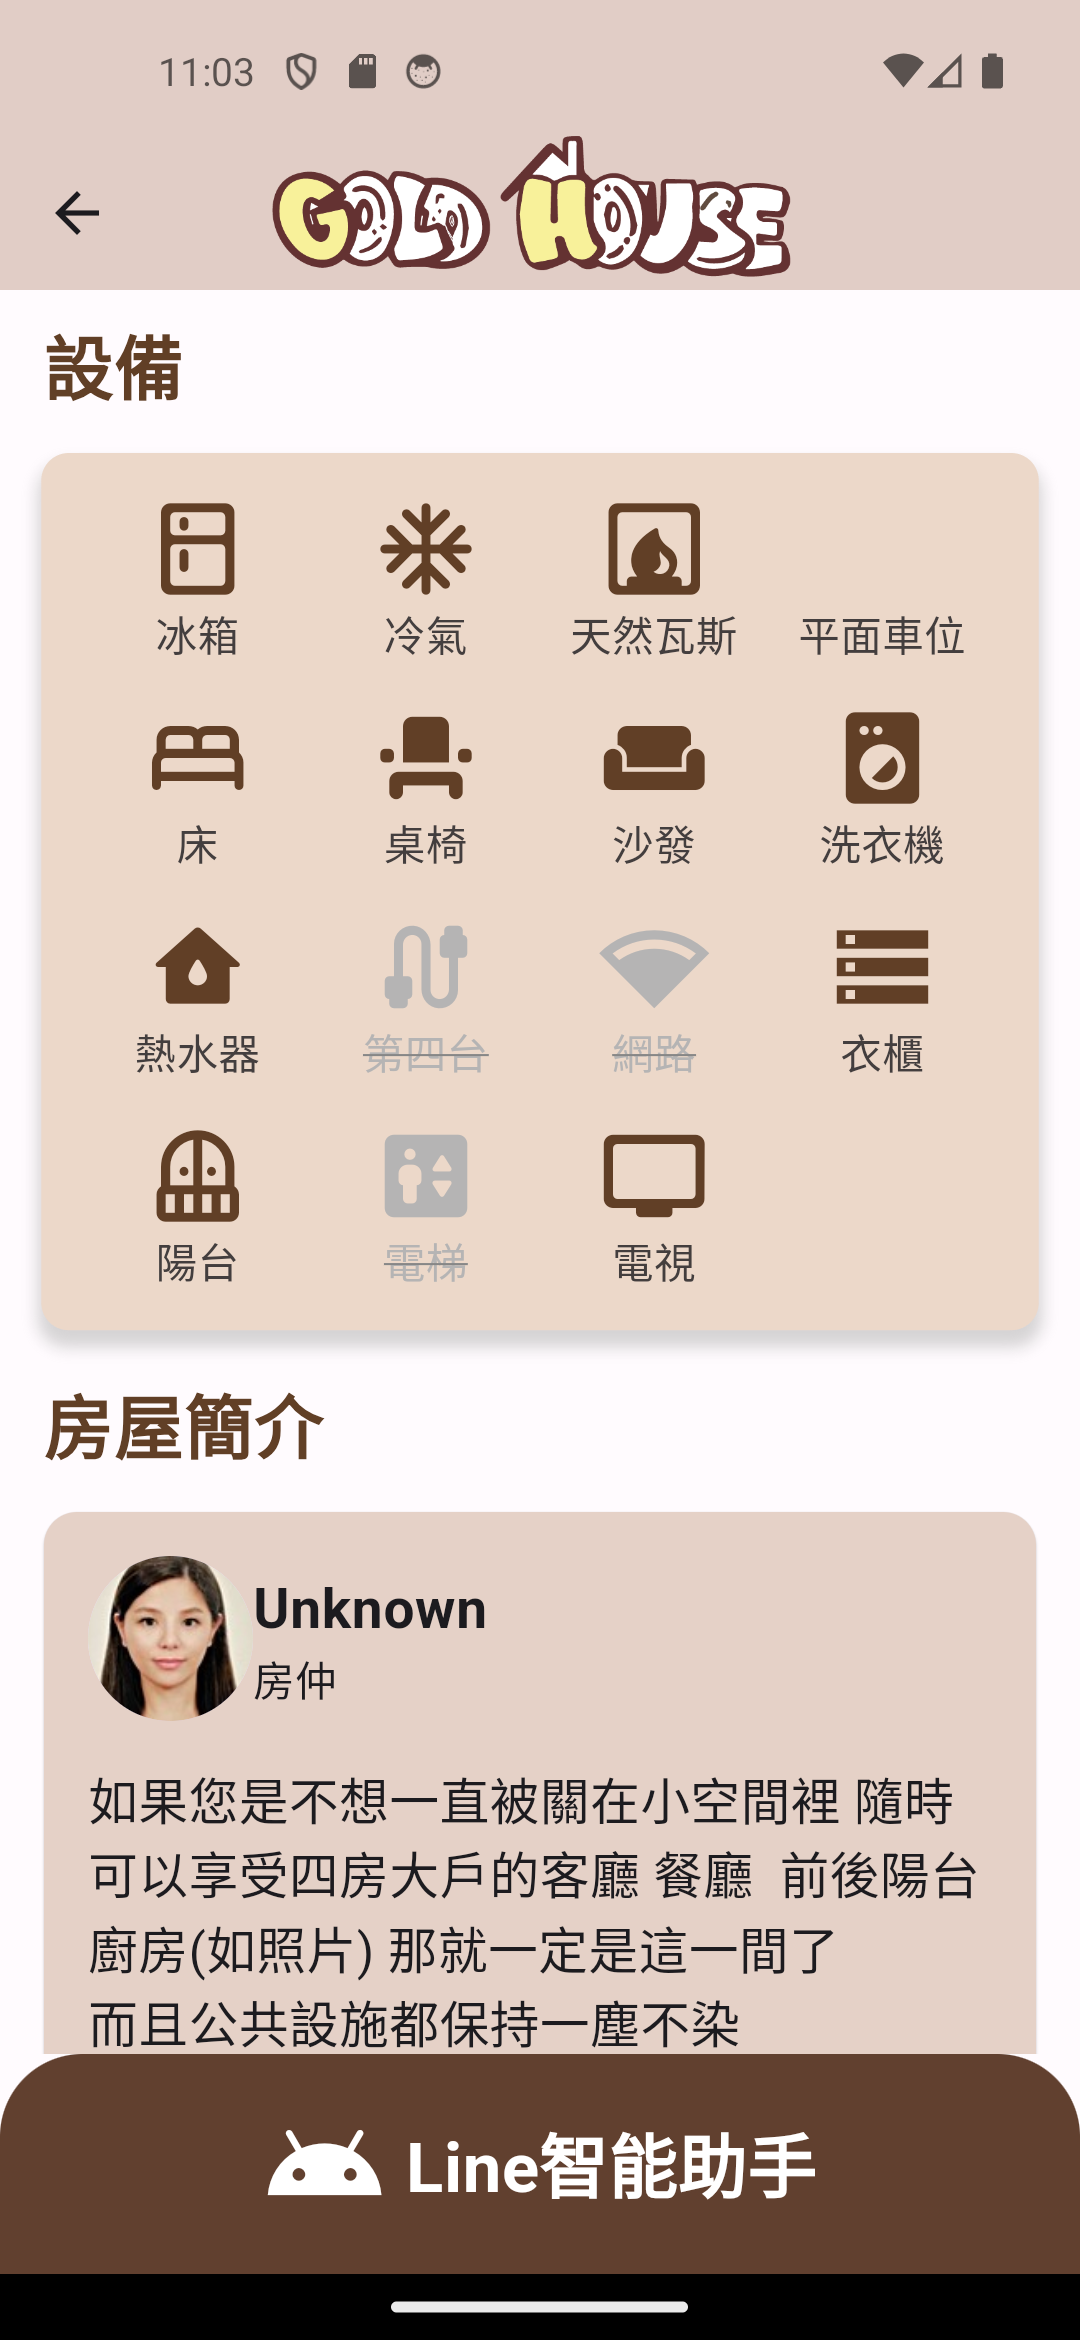 11:03
GOLD HOUSE
設備
冰箱 冷氣 天然瓦斯 平面車位
床 桌椅 沙發 洗衣機
熱水器 第四台 網路 衣櫃
陽台 電梯 電視
房屋簡介
Unknown
房仲
如果您是不想一直被關在小空間裡 隨時
可以享受四房大戶的客廳 餐廳  前後陽台
廚房(如照片) 那就一定是這一間了
而且公共設施都保持一塵不染
Line智能助手